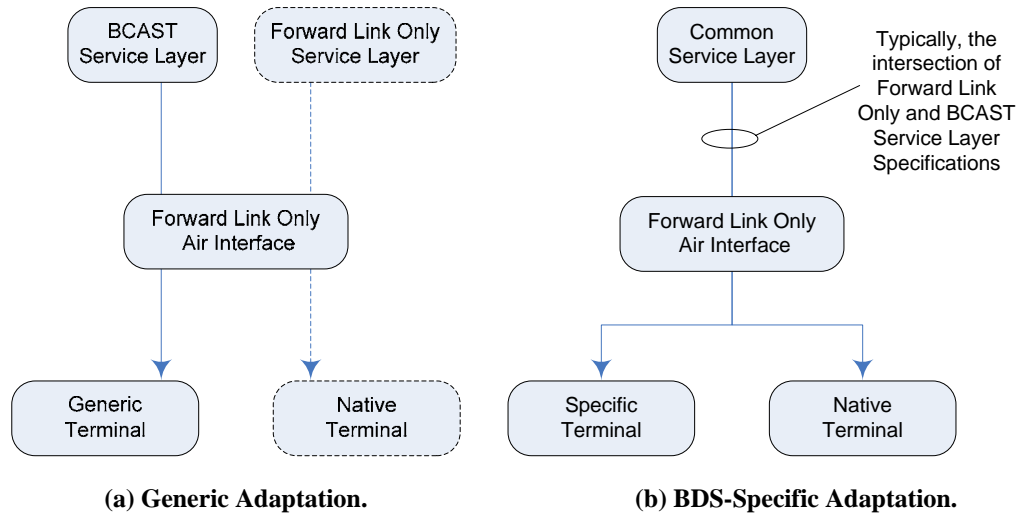 BCAST
Service Layer
Forward Link Only
Service Layer
Forward Link Only
Air Interface
Generic
Terminal
Native
Terminal
(a) Generic Adaptation.
Common
Service Layer
Typically, the
intersection of
Forward Link
Only and BCAST
Service Layer
Specifications
Forward Link Only
Air Interface
Specific
Terminal
Native
Terminal
(b) BDS-Specific Adaptation.